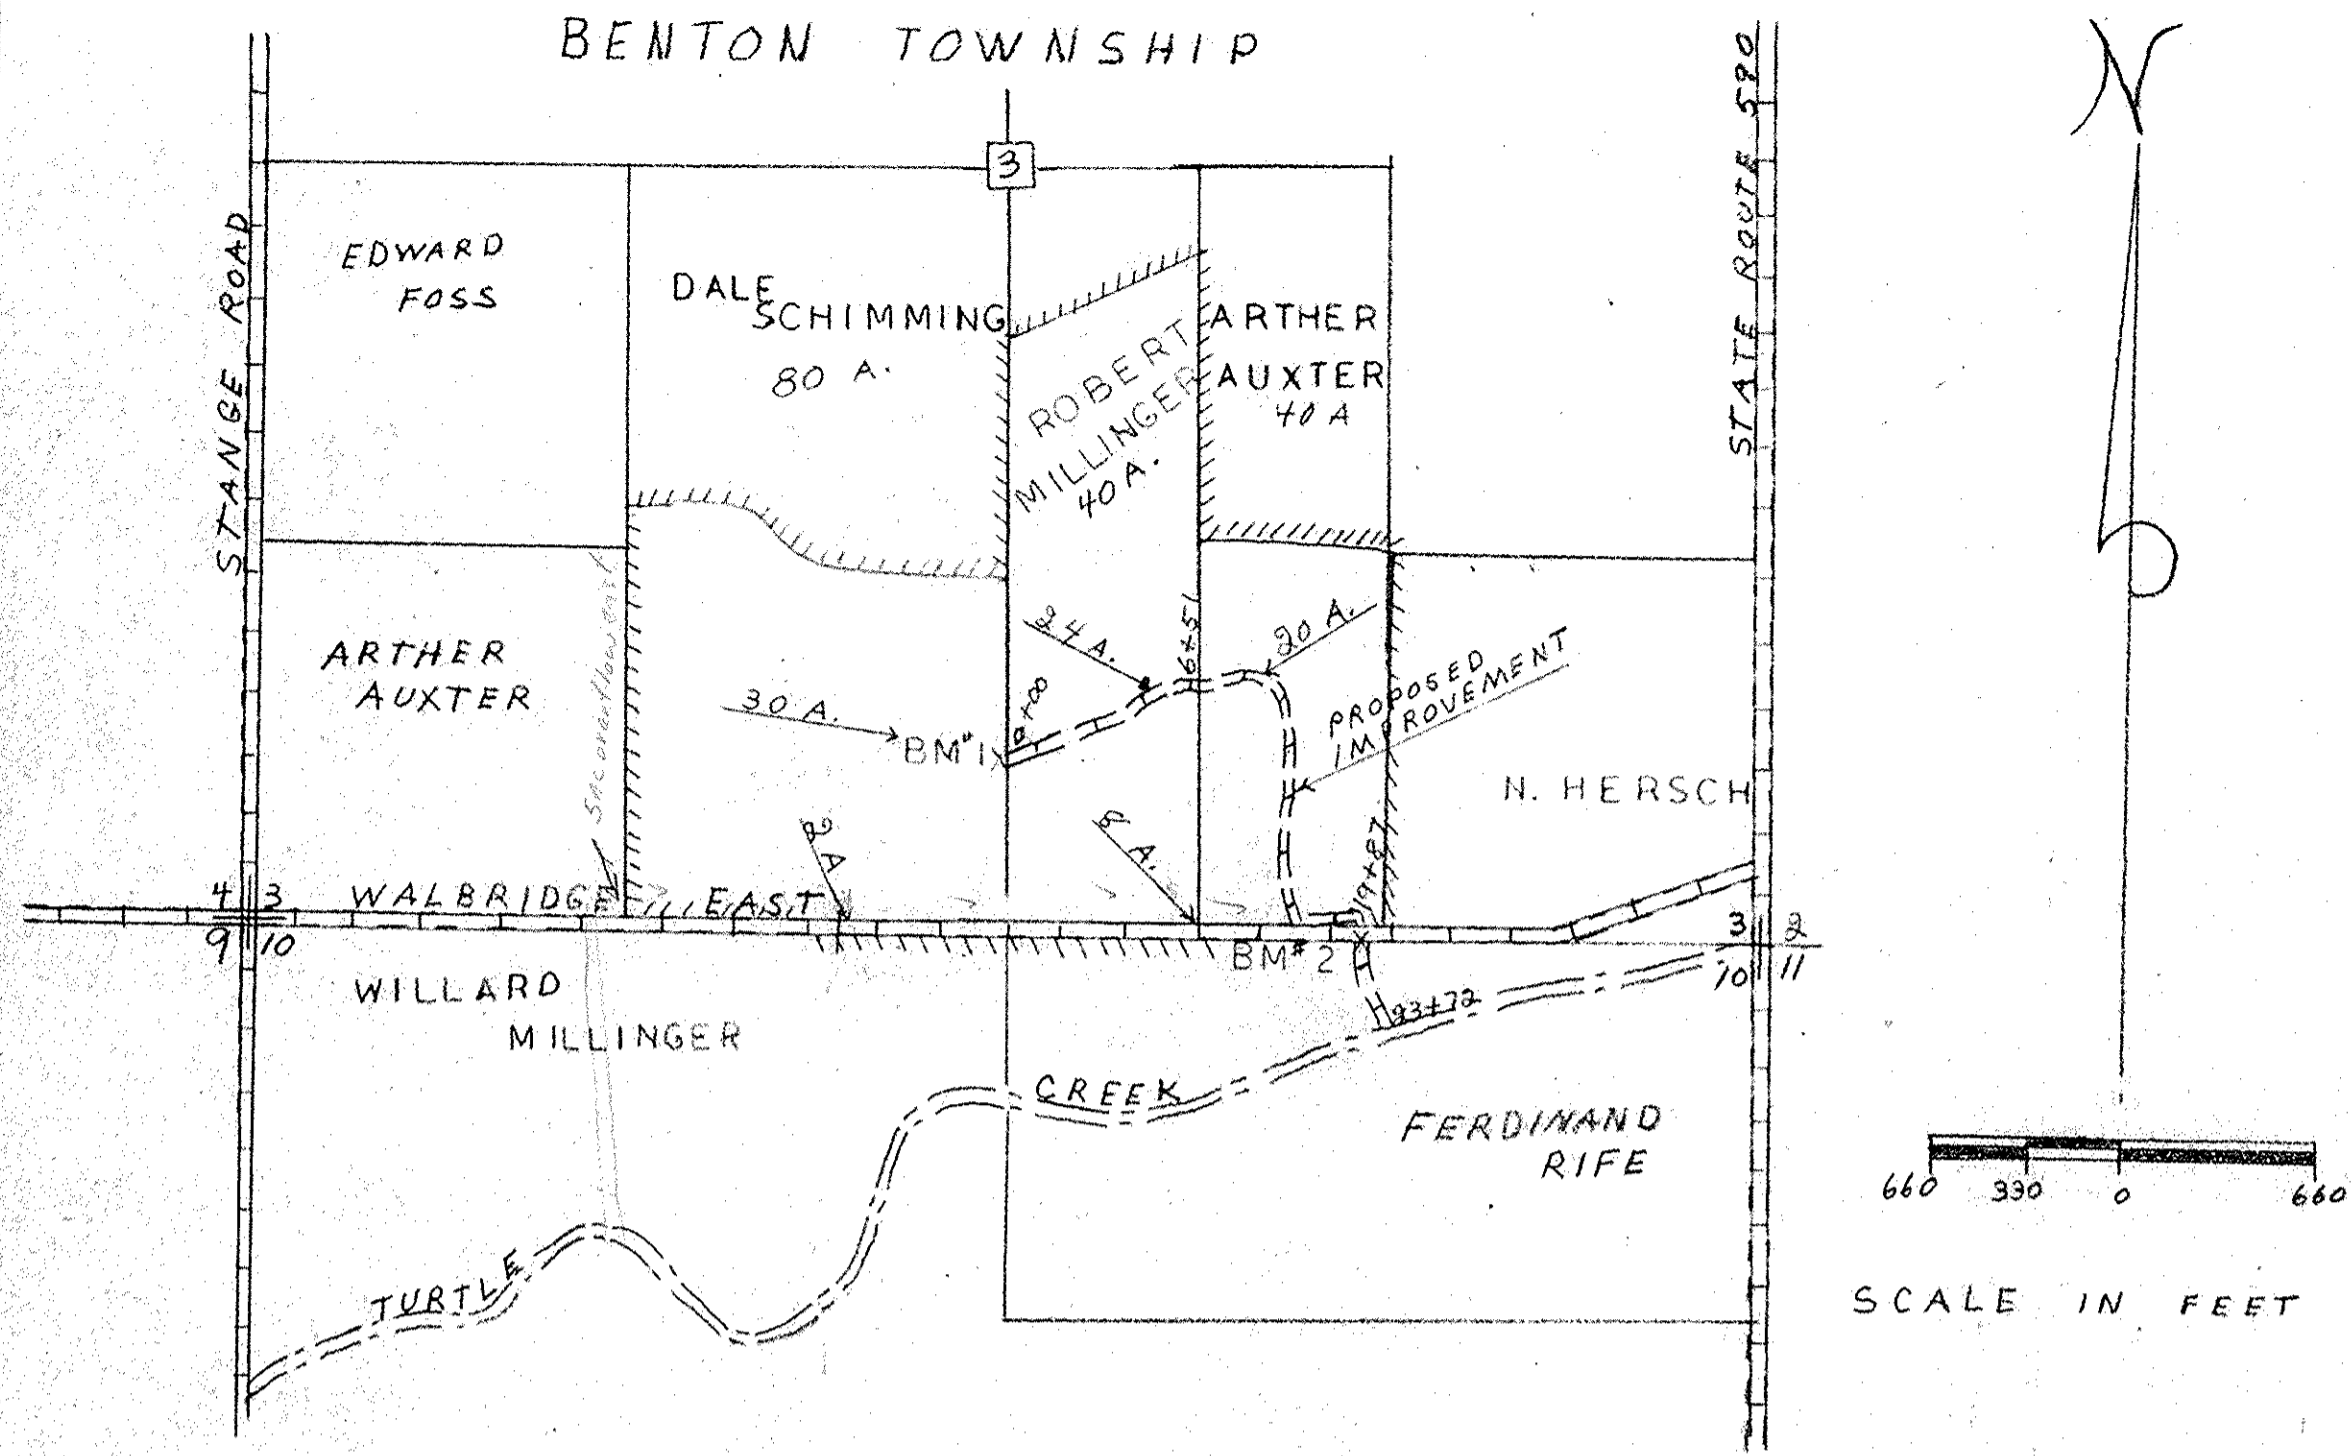 BENTON TOWNSHIP
N
STATE ROUTE 590
STANGE ROAD
3
EDWARD
FOSS
DALE
SCHIMMING
80 A.
ROBERT
MILLINGER
40 A.
ARTHER
AUXTER
40 A
ARTHER
AUXTER
30 A.
BM#1X
0+00
24 A.
6+51
20 A.
PROPOSED
IMPROVEMENT
N. HERSCH
2 A
A.
19+87
4 3
9 10
WALBRIDGE EAST
BM#2
X
3 2
10 11
WILLARD
MILLINGER
23+72
TURTLE CREEK
FERDINAND
RIFE
660 330 0 660
SCALE IN FEET